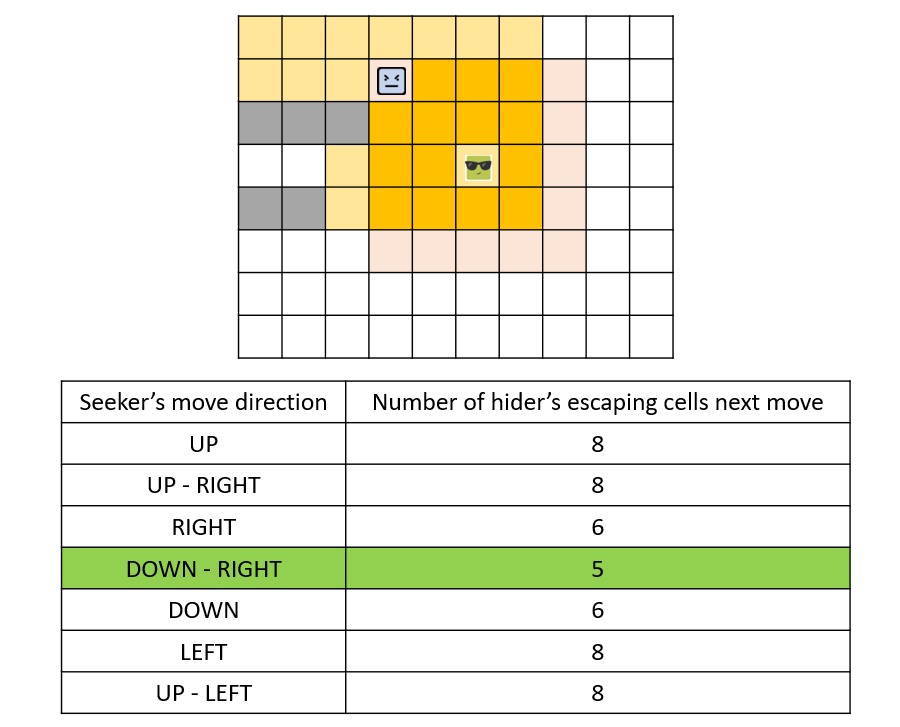 Seeker’s move direction Number of hider’s escaping cells next move
UP 8
UP - RIGHT 8
RIGHT 6
DOWN - RIGHT 5
DOWN 6
LEFT 8
UP - LEFT 8